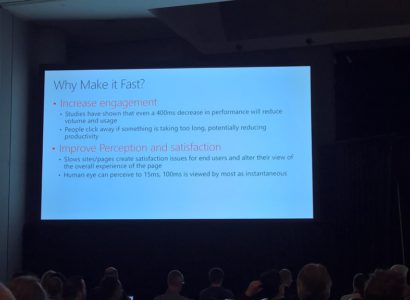 Why Make it Fast?
• Increase engagement
• Studies have shown that even a 400ms decrease in performance will reduce
volume and usage
• People click away if something is taking too long, potentially reducing
productivity
• Improve Perception and satisfaction
• Slows sites/pages create satisfaction issues for end users and alter their view of
the overall experience of the page
• Human eye can perceive to 15ms, 100ms is viewed by most as instantaneous